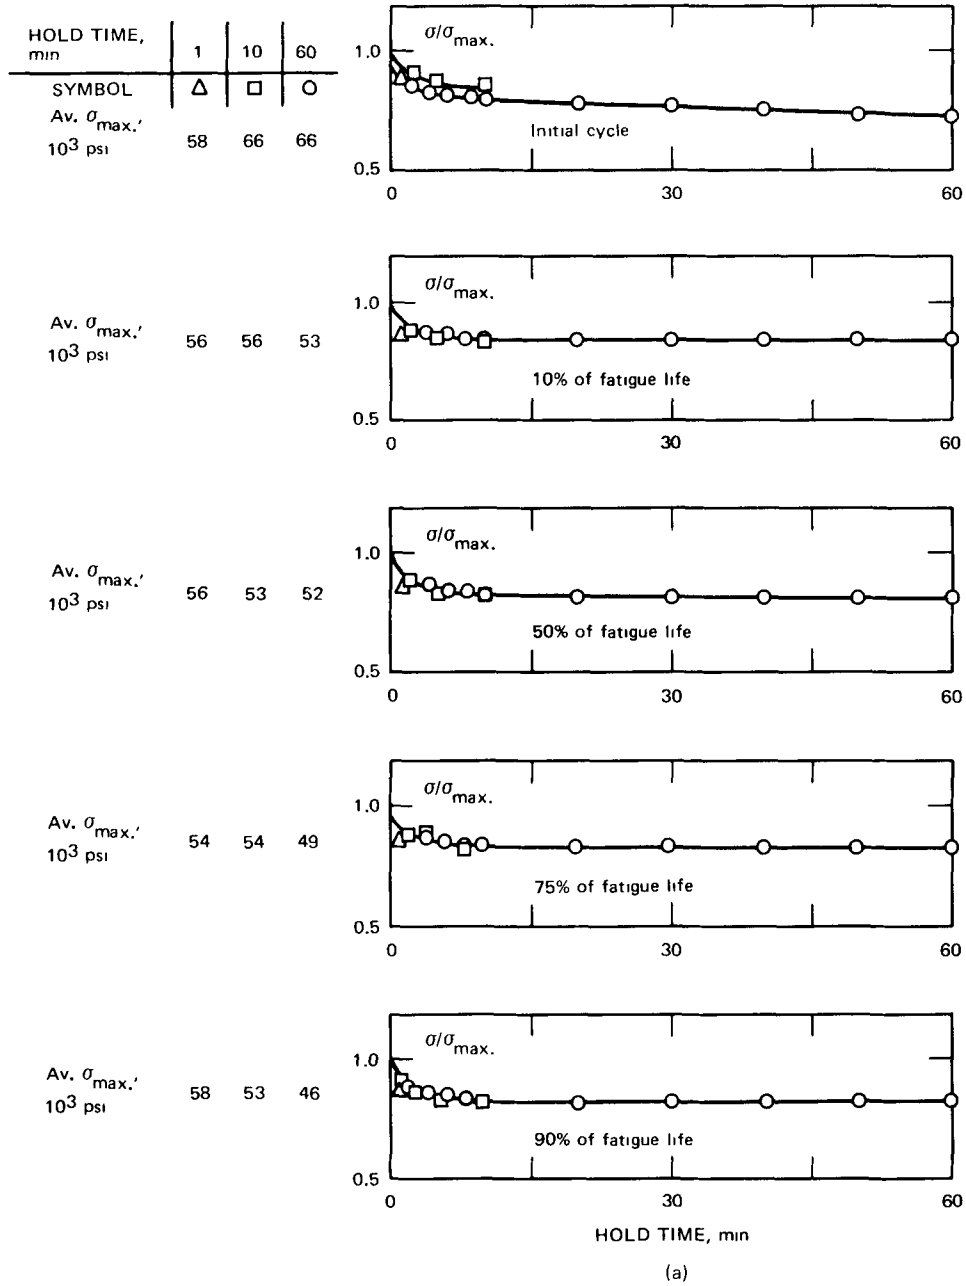 HOLD TIME, min 1 10 60
SYMBOL △ □ ○
Av. σmax., 10³ psi 58 66 66
σ/σmax.
1.0
0.5
Initial cycle
0 30 60
Av. σmax., 10³ psi 56 56 53
σ/σmax.
1.0
0.5
10% of fatigue life
0 30 60
Av. σmax., 10³ psi 56 53 52
σ/σmax.
1.0
0.5
50% of fatigue life
0 30 60
Av. σmax., 10³ psi 54 54 49
σ/σmax.
1.0
0.5
75% of fatigue life
0 30 60
Av. σmax., 10³ psi 58 53 46
σ/σmax.
1.0
0.5
90% of fatigue life
0 30 60
HOLD TIME, min
(a)